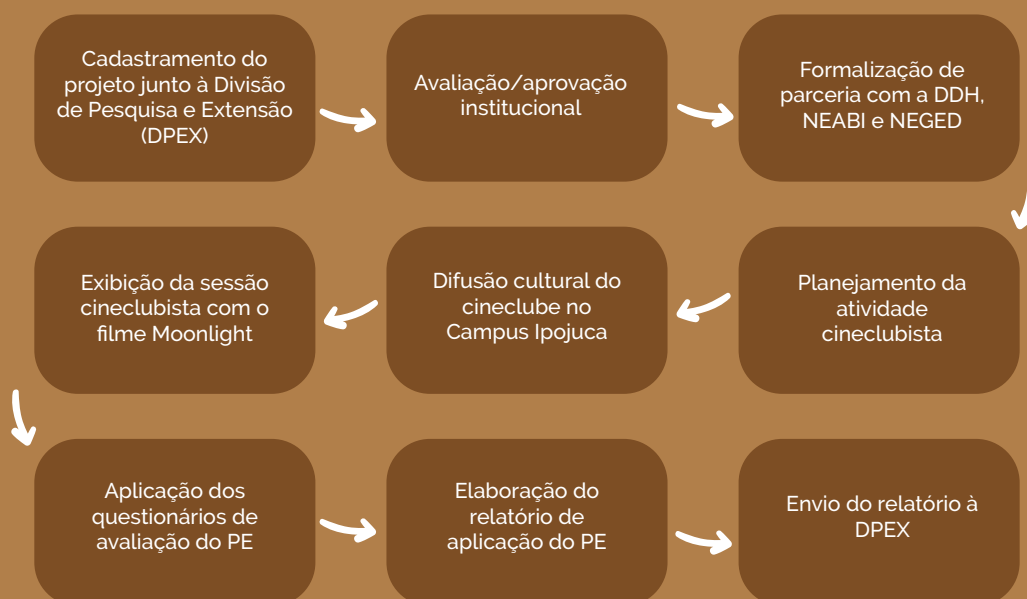 Cadastramento do
projeto junto à Divisão
de Pesquisa e Extensão
(DPEX)
Avaliação/aprovação
institucional
Formalização de
parceria com a DDH,
NEABI e NEGED
Planejamento da
atividade
cineclubista
Difusão cultural do
cineclube no
Campus Ipojuca
Exibição da sessão
cineclubista com o
filme Moonlight
Aplicação dos
questionários de
avaliação do PE
Elaboração do
relatório de
aplicação do PE
Envio do relatório à
DPEX